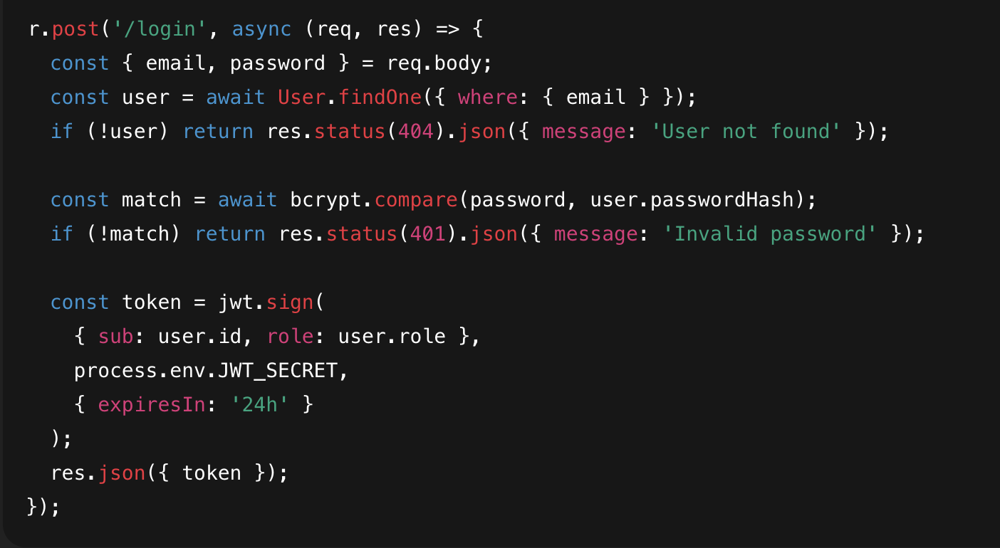 r.post('/login', async (req, res) => {
  const { email, password } = req.body;
  const user = await User.findOne({ where: { email } });
  if (!user) return res.status(404).json({ message: 'User not found' });

  const match = await bcrypt.compare(password, user.passwordHash);
  if (!match) return res.status(401).json({ message: 'Invalid password' });

  const token = jwt.sign(
    { sub: user.id, role: user.role },
    process.env.JWT_SECRET,
    { expiresIn: '24h' }
  );
  res.json({ token });
});